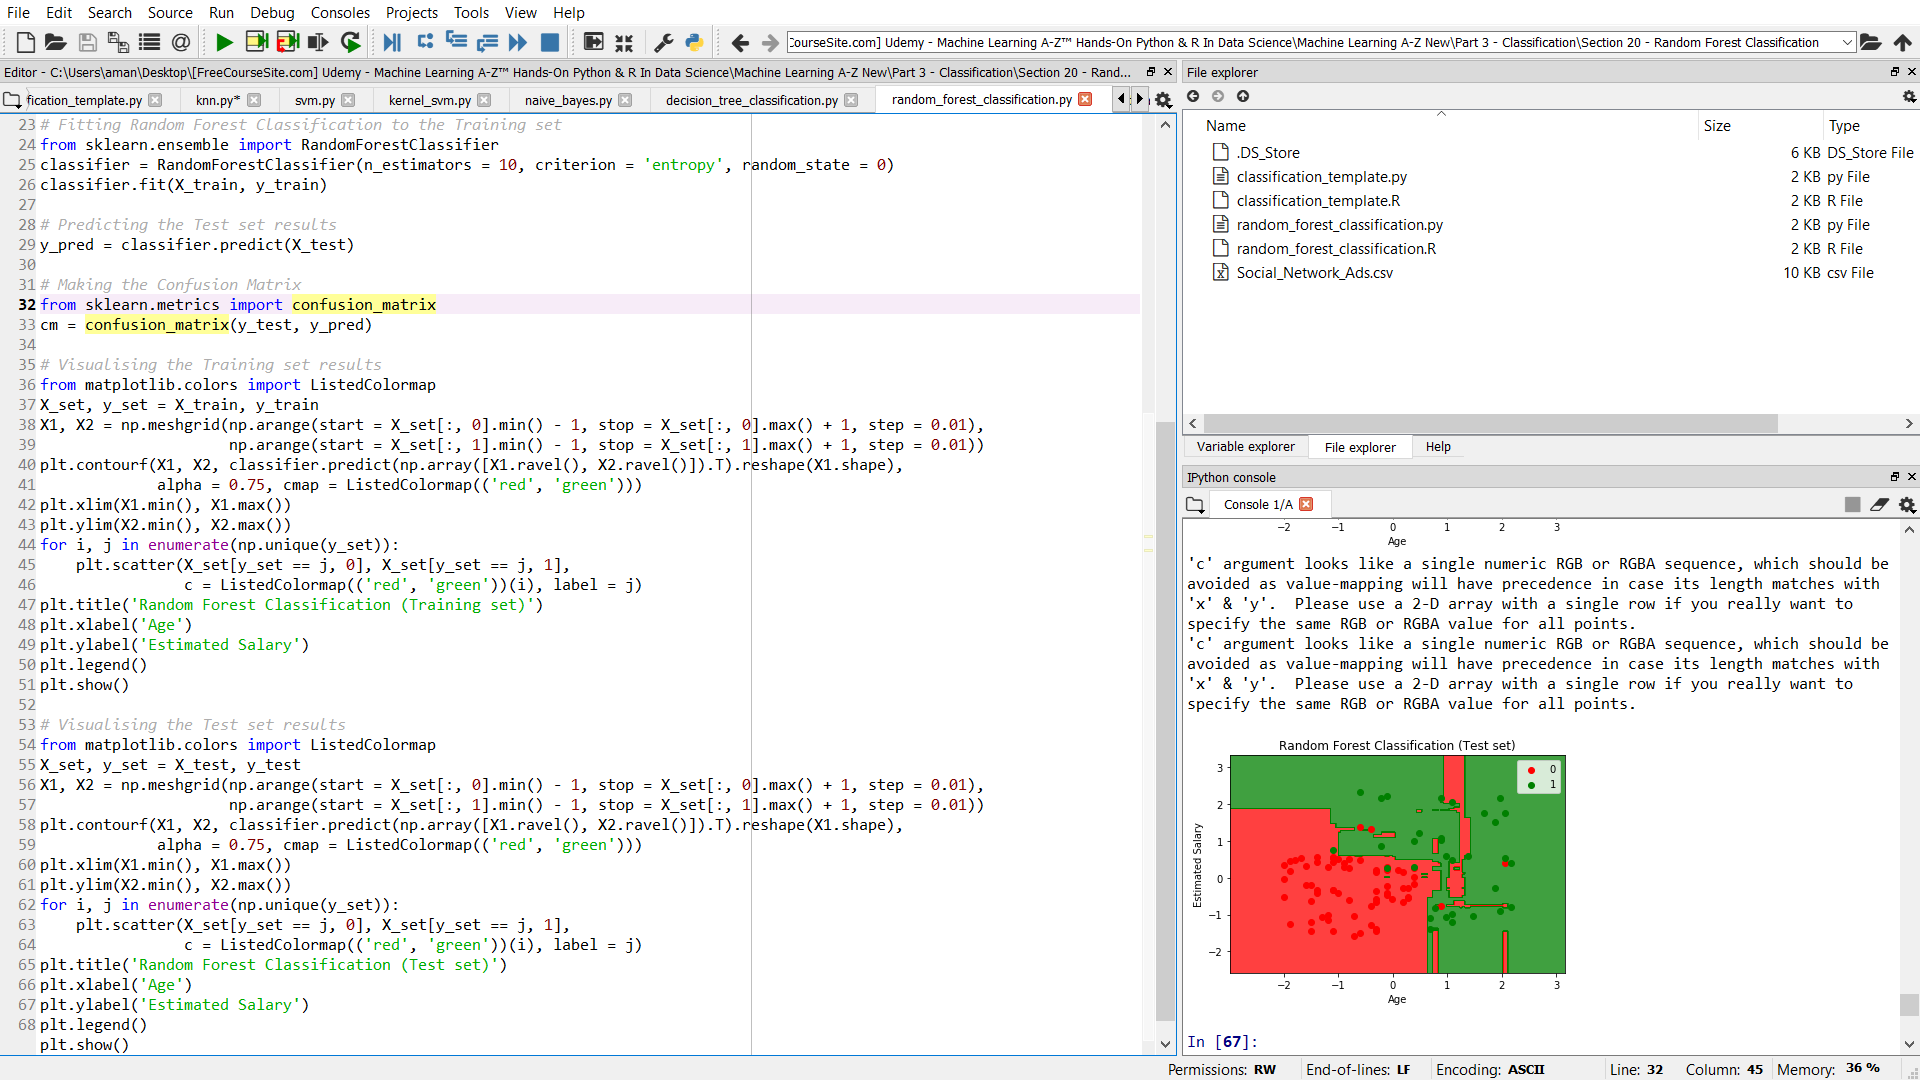 File Edit Search Source Run Debug Consoles Projects Tools View Help
CourseSite.com] Udemy - Machine Learning A-Z™ Hands-On Python & R In Data Science\Machine Learning A-Z New\Part 3 - Classification\Section 20 - Random Forest Classification
Editor - C:\Users\aman\Desktop\[FreeCourseSite.com] Udemy - Machine Learning A-Z™ Hands-On Python & R In Data Science\Machine Learning A-Z New\Part 3 - Classification\Section 20 - Rand...
fication_template.py knn.py* svm.py kernel_svm.py naive_bayes.py decision_tree_classification.py random_forest_classification.py
23 # Fitting Random Forest Classification to the Training set
24 from sklearn.ensemble import RandomForestClassifier
25 classifier = RandomForestClassifier(n_estimators = 10, criterion = 'entropy', random_state = 0)
26 classifier.fit(X_train, y_train)
27
28 # Predicting the Test set results
29 y_pred = classifier.predict(X_test)
30
31 # Making the Confusion Matrix
32 from sklearn.metrics import confusion_matrix
33 cm = confusion_matrix(y_test, y_pred)
34
35 # Visualising the Training set results
36 from matplotlib.colors import ListedColormap
37 X_set, y_set = X_train, y_train
38 X1, X2 = np.meshgrid(np.arange(start = X_set[:, 0].min() - 1, stop = X_set[:, 0].max() + 1, step = 0.01),
39 np.arange(start = X_set[:, 1].min() - 1, stop = X_set[:, 1].max() + 1, step = 0.01))
40 plt.contourf(X1, X2, classifier.predict(np.array([X1.ravel(), X2.ravel()]).T).reshape(X1.shape),
41 alpha = 0.75, cmap = ListedColormap(('red', 'green')))
42 plt.xlim(X1.min(), X1.max())
43 plt.ylim(X2.min(), X2.max())
44 for i, j in enumerate(np.unique(y_set)):
45 plt.scatter(X_set[y_set == j, 0], X_set[y_set == j, 1],
46 c = ListedColormap(('red', 'green'))(i), label = j)
47 plt.title('Random Forest Classification (Training set)')
48 plt.xlabel('Age')
49 plt.ylabel('Estimated Salary')
50 plt.legend()
51 plt.show()
52
53 # Visualising the Test set results
54 from matplotlib.colors import ListedColormap
55 X_set, y_set = X_test, y_test
56 X1, X2 = np.meshgrid(np.arange(start = X_set[:, 0].min() - 1, stop = X_set[:, 0].max() + 1, step = 0.01),
57 np.arange(start = X_set[:, 1].min() - 1, stop = X_set[:, 1].max() + 1, step = 0.01))
58 plt.contourf(X1, X2, classifier.predict(np.array([X1.ravel(), X2.ravel()]).T).reshape(X1.shape),
59 alpha = 0.75, cmap = ListedColormap(('red', 'green')))
60 plt.xlim(X1.min(), X1.max())
61 plt.ylim(X2.min(), X2.max())
62 for i, j in enumerate(np.unique(y_set)):
63 plt.scatter(X_set[y_set == j, 0], X_set[y_set == j, 1],
64 c = ListedColormap(('red', 'green'))(i), label = j)
65 plt.title('Random Forest Classification (Test set)')
66 plt.xlabel('Age')
67 plt.ylabel('Estimated Salary')
68 plt.legend()
plt.show()
File explorer
Name Size Type
.DS_Store 6 KB DS_Store File
classification_template.py 2 KB py File
classification_template.R 2 KB R File
random_forest_classification.py 2 KB py File
random_forest_classification.R 2 KB R File
Social_Network_Ads.csv 10 KB csv File
Variable explorer File explorer Help
IPython console
Console 1/A
−2 −1 0 1 2 3
Age
'c' argument looks like a single numeric RGB or RGBA sequence, which should be
avoided as value-mapping will have precedence in case its length matches with
'x' & 'y'. Please use a 2-D array with a single row if you really want to
specify the same RGB or RGBA value for all points.
'c' argument looks like a single numeric RGB or RGBA sequence, which should be
avoided as value-mapping will have precedence in case its length matches with
'x' & 'y'. Please use a 2-D array with a single row if you really want to
specify the same RGB or RGBA value for all points.
Random Forest Classification (Test set)
0
1
3
2
1
0
−1
−2
Estimated Salary
−2 −1 0 1 2 3
Age
In [67]:
Permissions: RW End-of-lines: LF Encoding: ASCII Line: 32 Column: 45 Memory: 36 %